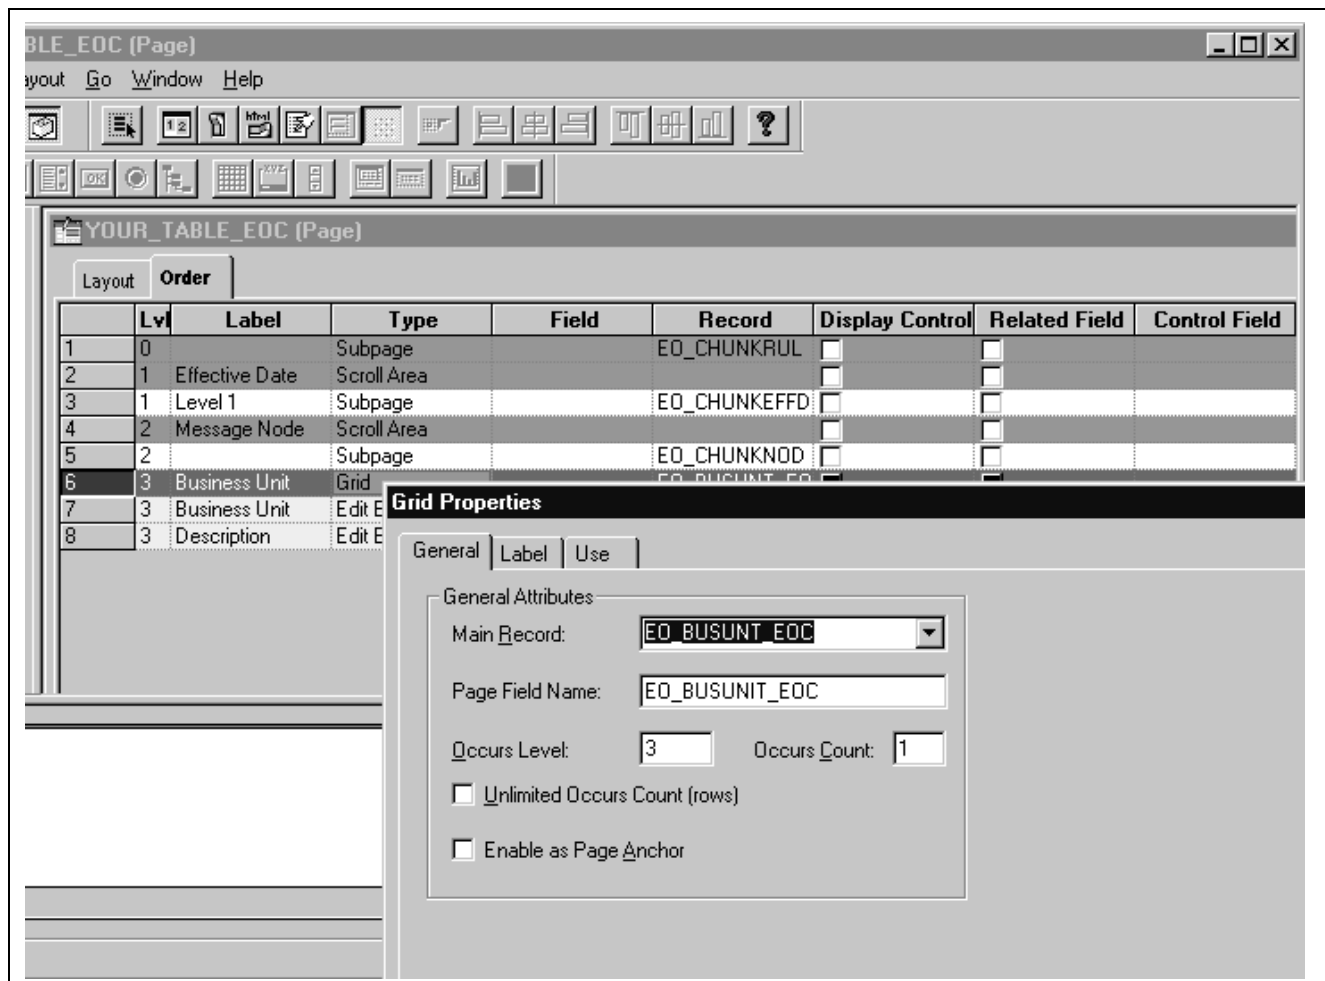 BLE_EOC (Page)
ayout Go Window Help
html
OK XYZ
YOUR_TABLE_EOC (Page)
Layout Order
Lvl Label Type Field Record Display Control Related Field Control Field
1 0 Subpage EO_CHUNKRUL
2 1 Effective Date Scroll Area
3 1 Level 1 Subpage EO_CHUNKEFFD
4 2 Message Node Scroll Area
5 2 Subpage EO_CHUNKNOD
6 3 Business Unit Grid EO_BUSUNT_EO
7 3 Business Unit Edit E
8 3 Description Edit E
Grid Properties
General Label Use
General Attributes
Main Record: EO_BUSUNT_EOC
Page Field Name: EO_BUSUNIT_EOC
Occurs Level: 3 Occurs Count: 1
Unlimited Occurs Count (rows)
Enable as Page Anchor